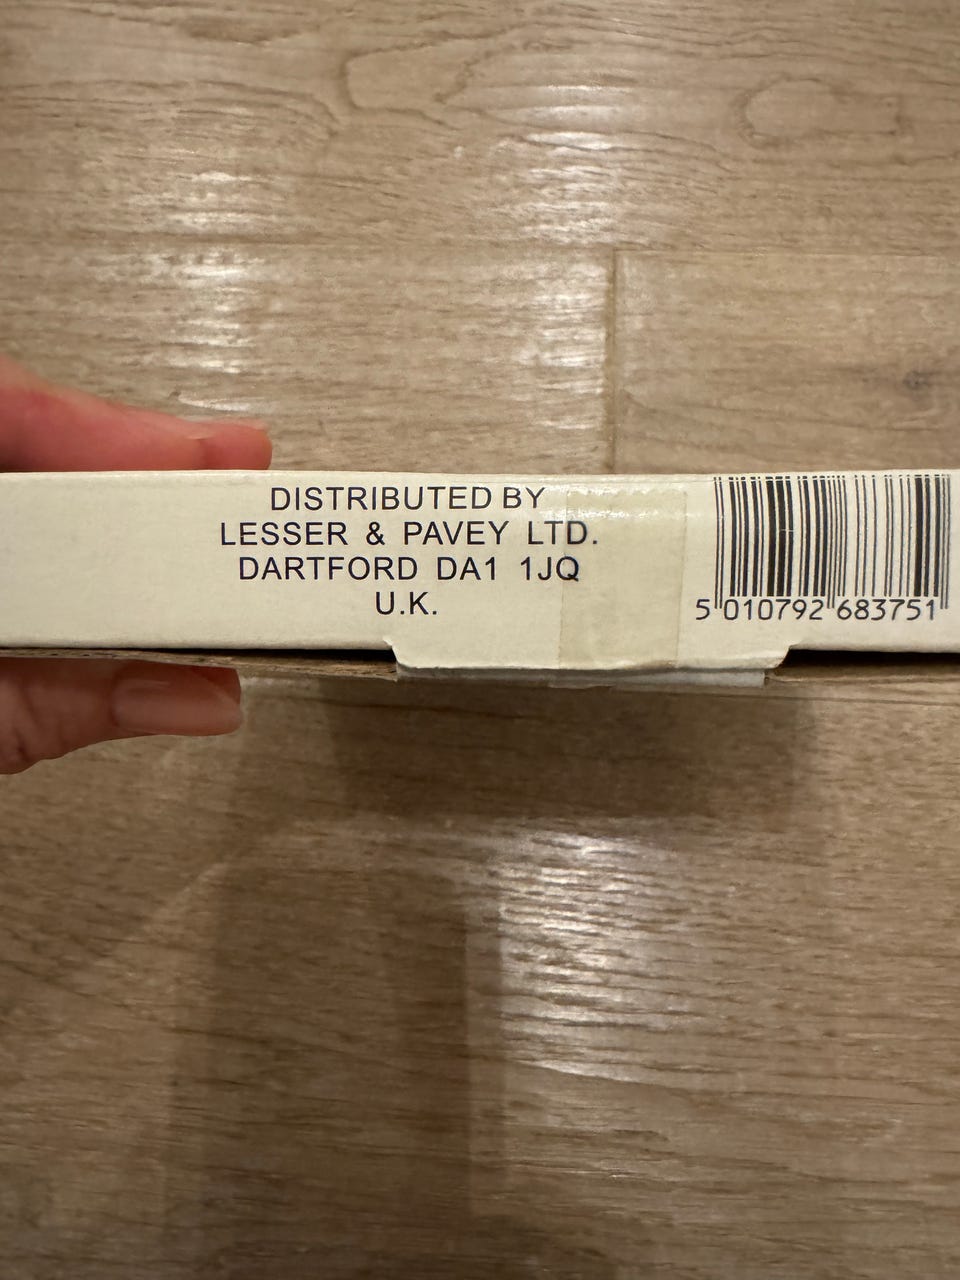 DISTRIBUTED BY
LESSER & PAVEY LTD.
DARTFORD DA1 1JQ
U.K.
5 010792 683751